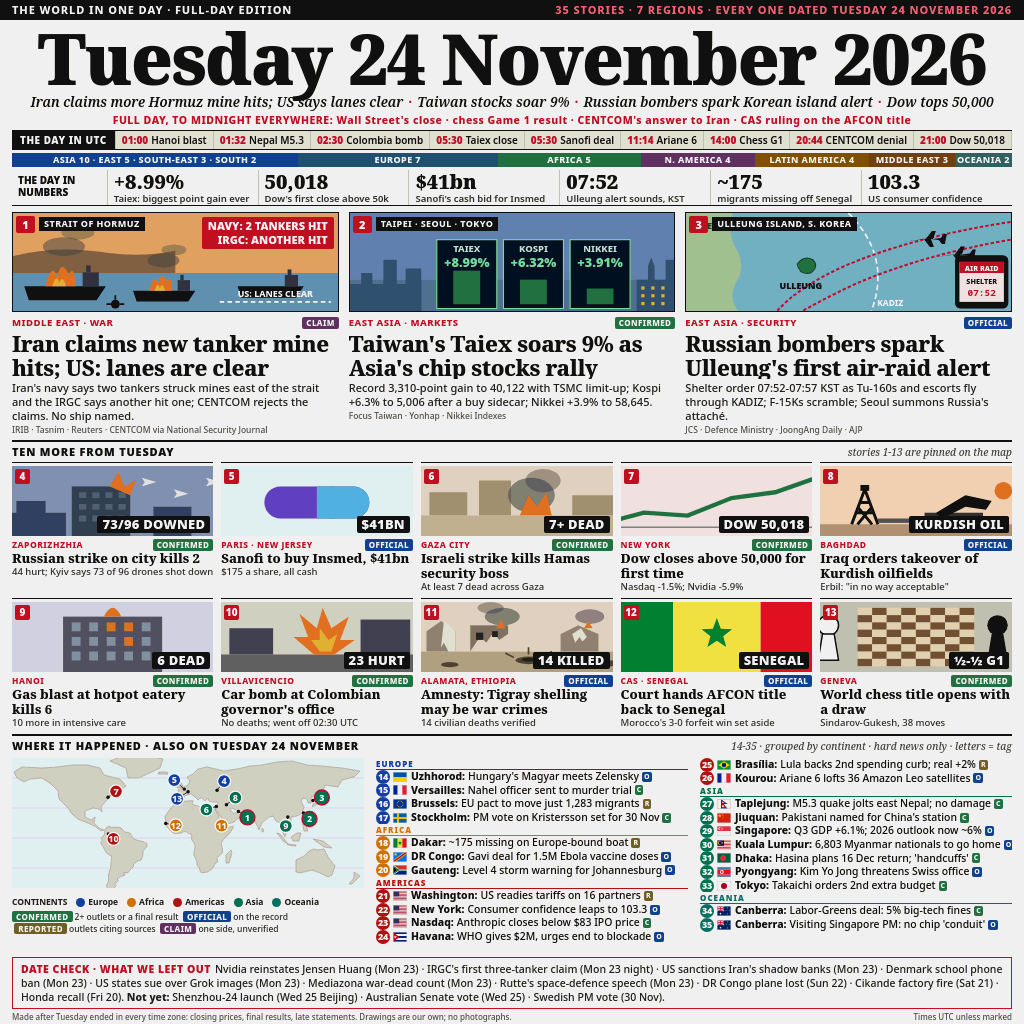 THE WORLD IN ONE DAY · FULL-DAY EDITION
35 STORIES · 7 REGIONS · EVERY ONE DATED TUESDAY 24 NOVEMBER 2026
Tuesday 24 November 2026
Iran claims more Hormuz mine hits; US says lanes clear · Taiwan stocks soar 9% · Russian bombers spark Korean island alert · Dow tops 50,000
FULL DAY, TO MIDNIGHT EVERYWHERE: Wall Street's close · chess Game 1 result · CENTCOM's answer to Iran · CAS ruling on the AFCON title
THE DAY IN UTC
01:00 Hanoi blast
01:32 Nepal M5.3
02:30 Colombia bomb
05:30 Taiex close
05:30 Sanofi deal
11:14 Ariane 6
14:00 Chess G1
20:44 CENTCOM denial
21:00 Dow 50,018
ASIA 10 · EAST 5 · SOUTH-EAST 3 · SOUTH 2
EUROPE 7
AFRICA 5
N. AMERICA 4
LATIN AMERICA 4
MIDDLE EAST 3
OCEANIA 2
THE DAY IN
NUMBERS
+8.99%
Taiex: biggest point gain ever
50,018
Dow's first close above 50k
$41bn
Sanofi's cash bid for Insmed
07:52
Ulleung alert sounds, KST
~175
migrants missing off Senegal
103.3
US consumer confidence
1
STRAIT OF HORMUZ
NAVY: 2 TANKERS HIT
IRGC: ANOTHER HIT
US: LANES CLEAR
MIDDLE EAST · WAR
CLAIM
Iran claims new tanker mine
hits; US: lanes are clear
Iran's navy says two tankers struck mines east of the strait
and the IRGC says another hit one; CENTCOM rejects the
claims. No ship named.
IRIB · Tasnim · Reuters · CENTCOM via National Security Journal
2
TAIPEI · SEOUL · TOKYO
TAIEX
+8.99%
KOSPI
+6.32%
NIKKEI
+3.91%
EAST ASIA · MARKETS
CONFIRMED
Taiwan's Taiex soars 9% as
Asia's chip stocks rally
Record 3,310-point gain to 40,122 with TSMC limit-up; Kospi
+6.3% to 5,006 after a buy sidecar; Nikkei +3.9% to 58,645.
Focus Taiwan · Yonhap · Nikkei Indexes
3
ULLEUNG ISLAND, S. KOREA
ULLEUNG
KADIZ
AIR RAID
SHELTER
07:52
EAST ASIA · SECURITY
OFFICIAL
Russian bombers spark
Ulleung's first air-raid alert
Shelter order 07:52-07:57 KST as Tu-160s and escorts fly
through KADIZ; F-15Ks scramble; Seoul summons Russia's
attaché.
JCS · Defence Ministry · JoongAng Daily · AJP
TEN MORE FROM TUESDAY
stories 1-13 are pinned on the map
4
73/96 DOWNED
ZAPORIZHZHIA
CONFIRMED
Russian strike on city kills 2
44 hurt; Kyiv says 73 of 96 drones shot down
5
$41BN
PARIS · NEW JERSEY
OFFICIAL
Sanofi to buy Insmed, $41bn
$175 a share, all cash
6
7+ DEAD
GAZA CITY
CONFIRMED
Israeli strike kills Hamas
security boss
At least 7 dead across Gaza
7
DOW 50,018
NEW YORK
CONFIRMED
Dow closes above 50,000 for
first time
Nasdaq -1.5%; Nvidia -5.9%
8
KURDISH OIL
BAGHDAD
OFFICIAL
Iraq orders takeover of
Kurdish oilfields
Erbil: "in no way acceptable"
9
6 DEAD
HANOI
CONFIRMED
Gas blast at hotpot eatery
kills 6
10 more in intensive care
10
23 HURT
VILLAVICENCIO
CONFIRMED
Car bomb at Colombian
governor's office
No deaths; went off 02:30 UTC
11
14 KILLED
ALAMATA, ETHIOPIA
OFFICIAL
Amnesty: Tigray shelling
may be war crimes
14 civilian deaths verified
12
SENEGAL
CAS · SENEGAL
OFFICIAL
Court hands AFCON title
back to Senegal
Morocco's 3-0 forfeit win set aside
13
½-½ G1
GENEVA
CONFIRMED
World chess title opens with
a draw
Sindarov-Gukesh, 38 moves
WHERE IT HAPPENED · ALSO ON TUESDAY 24 NOVEMBER
14-35 · grouped by continent · hard news only · letters = tag
5
4
7
13
8
3
6
1
2
12
11
9
10
CONTINENTS
Europe
Africa
Americas
Asia
Oceania
CONFIRMED 2+ outlets or a final result OFFICIAL on the record
REPORTED outlets citing sources CLAIM one side, unverified
EUROPE
14 Uzhhorod: Hungary's Magyar meets Zelensky O
15 Versailles: Nahel officer sent to murder trial C
16 Brussels: EU pact to move just 1,283 migrants R
17 Stockholm: PM vote on Kristersson set for 30 Nov C
AFRICA
18 Dakar: ~175 missing on Europe-bound boat R
19 DR Congo: Gavi deal for 1.5M Ebola vaccine doses O
20 Gauteng: Level 4 storm warning for Johannesburg O
AMERICAS
21 Washington: US readies tariffs on 16 partners R
22 New York: Consumer confidence leaps to 103.3 O
23 Nasdaq: Anthropic closes below $83 IPO price C
24 Havana: WHO gives $2M, urges end to blockade O
25 Brasília: Lula backs 2nd spending curb; real +2% R
26 Kourou: Ariane 6 lofts 36 Amazon Leo satellites O
ASIA
27 Taplejung: M5.3 quake jolts east Nepal; no damage C
28 Jiuquan: Pakistani named for China's station C
29 Singapore: Q3 GDP +6.1%; 2026 outlook now ~6% O
30 Kuala Lumpur: 6,803 Myanmar nationals to go home O
31 Dhaka: Hasina plans 16 Dec return; 'handcuffs' C
32 Pyongyang: Kim Yo Jong threatens Swiss office O
33 Tokyo: Takaichi orders 2nd extra budget C
OCEANIA
34 Canberra: Labor-Greens deal: 5% big-tech fines C
35 Canberra: Visiting Singapore PM: no chip 'conduit' O
DATE CHECK · WHAT WE LEFT OUT Nvidia reinstates Jensen Huang (Mon 23) · IRGC's first three-tanker claim (Mon 23 night) · US sanctions Iran's shadow banks (Mon 23) · Denmark school phone
ban (Mon 23) · US states sue over Grok images (Mon 23) · Mediazona war-dead count (Mon 23) · Rutte's space-defence speech (Mon 23) · DR Congo plane lost (Sun 22) · Cikande factory fire (Sat 21) ·
Honda recall (Fri 20). Not yet: Shenzhou-24 launch (Wed 25 Beijing) · Australian Senate vote (Wed 25) · Swedish PM vote (30 Nov).
Made after Tuesday ended in every time zone: closing prices, final results, late statements. Drawings are our own; no photographs.
Times UTC unless marked